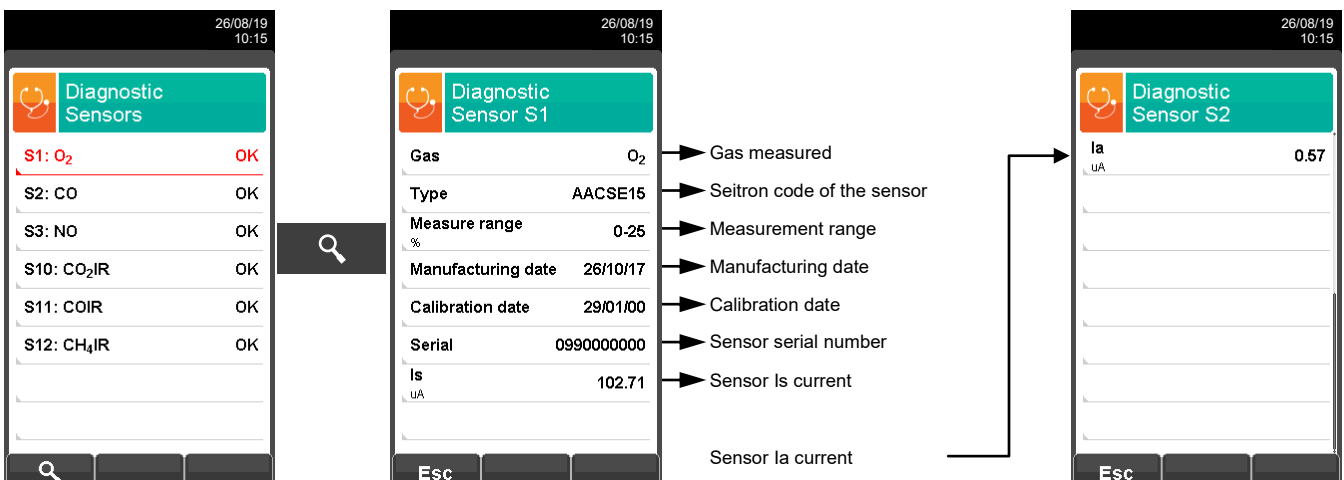 26/08/19
10:15
Diagnostic
Sensors
S1: O₂ OK
S2: CO OK
S3: NO OK
S10: CO₂IR OK
S11: COIR OK
S12: CH₄IR OK
26/08/19
10:15
Diagnostic
Sensor S1
Gas O₂
Type AACSE15
Measure range 0-25
%
Manufacturing date 26/10/17
Calibration date 29/01/00
Serial 0990000000
Is 102.71
uA
Esc
Gas measured
Seitron code of the sensor
Measurement range
Manufacturing date
Calibration date
Sensor serial number
Sensor Is current
Sensor Ia current
26/08/19
10:15
Diagnostic
Sensor S2
Ia 0.57
uA
Esc